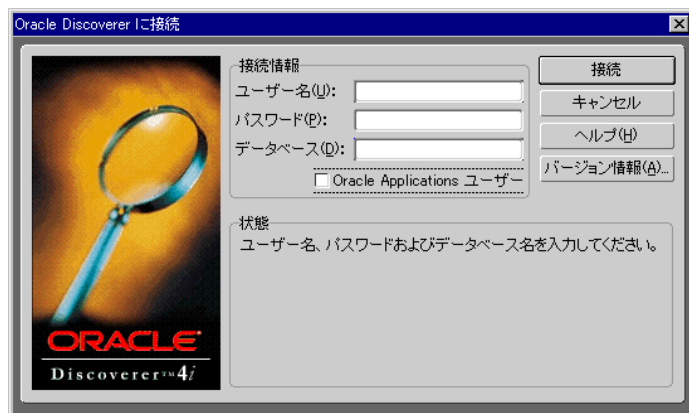 Oracle Discoverer に接続
接続情報
ユーザー名(U):
パスワード(P):
データベース(D):
Oracle Applications ユーザー
接続
キャンセル
ヘルプ(H)
バージョン情報(A)...
状態
ユーザー名、パスワードおよびデータベース名を入力してください。
ORACLE
Discoverer™ 4i